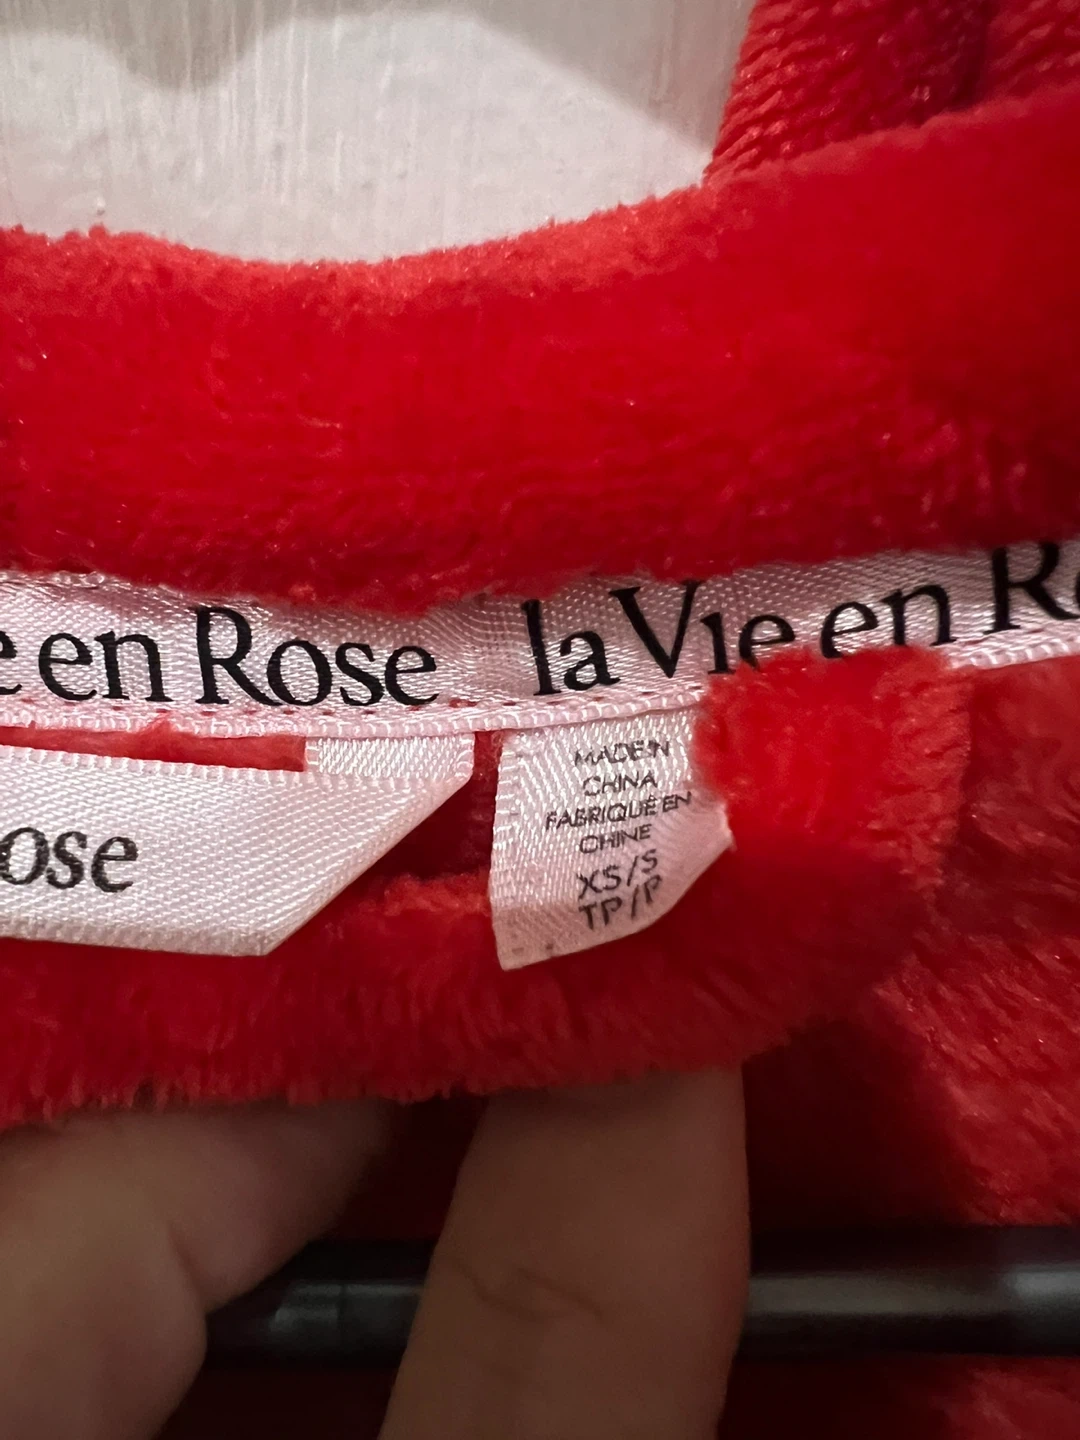 e en Rose la Vie en R
ose
MADE IN
CHINA
FABRIQUÉ EN
CHINE
XS/S
TP/P